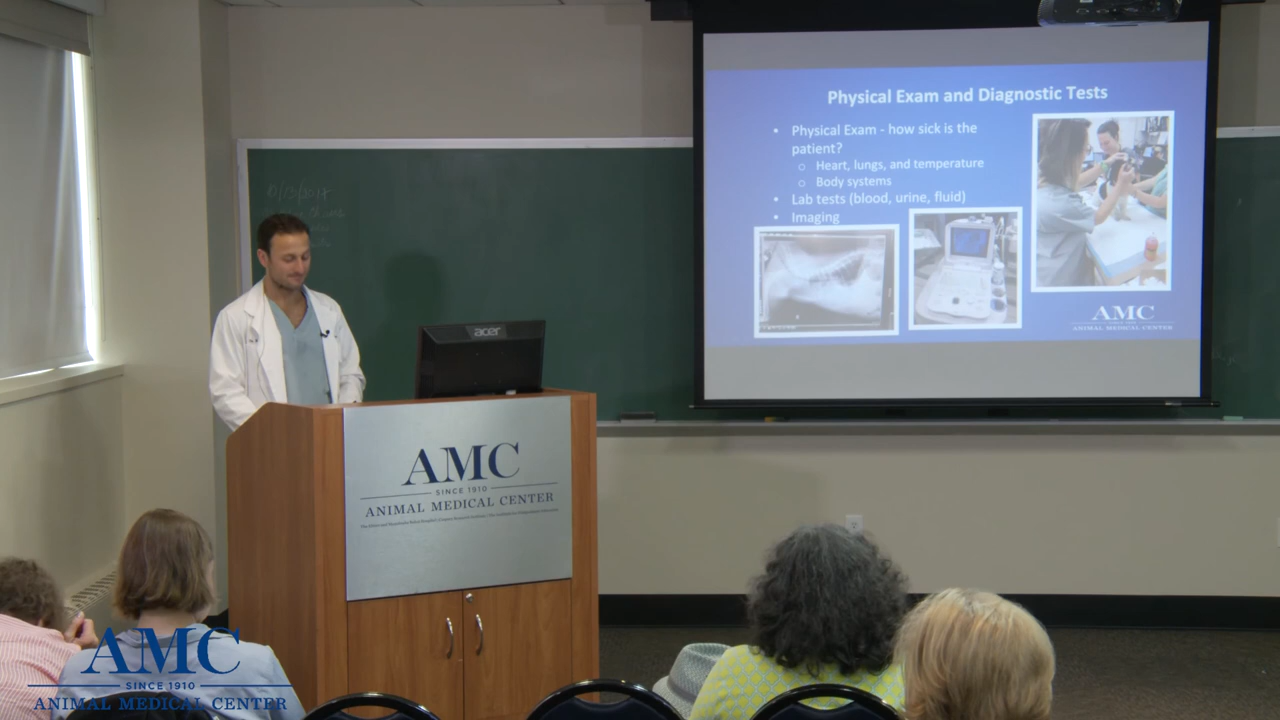 Physical Exam and Diagnostic Tests
• Physical Exam - how sick is the
patient?
o Heart, lungs, and temperature
o Body systems
• Lab tests (blood, urine, fluid)
• Imaging
AMC
ANIMAL MEDICAL CENTER
acer
AMC
SINCE 1910
ANIMAL MEDICAL CENTER
AMC
SINCE 1910
ANIMAL MEDICAL CENTER